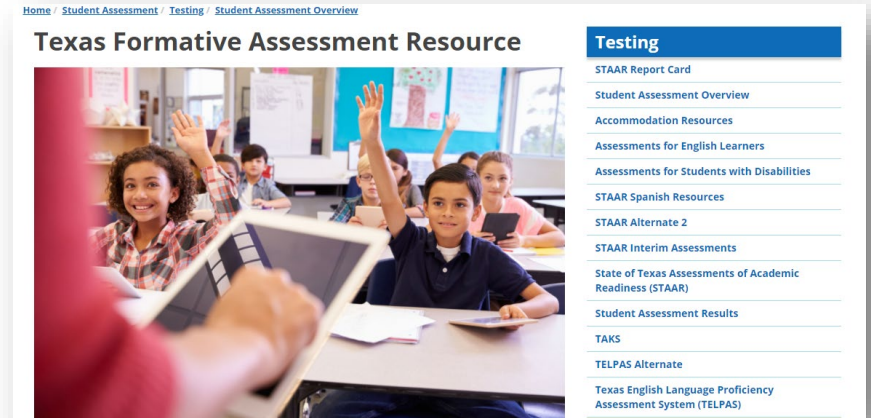 Home / Student Assessment / Testing / Student Assessment Overview
Texas Formative Assessment Resource
Testing
STAAR Report Card
Student Assessment Overview
Accommodation Resources
Assessments for English Learners
Assessments for Students with Disabilities
STAAR Spanish Resources
STAAR Alternate 2
STAAR Interim Assessments
State of Texas Assessments of Academic
Readiness (STAAR)
Student Assessment Results
TAKS
TELPAS Alternate
Texas English Language Proficiency
Assessment System (TELPAS)